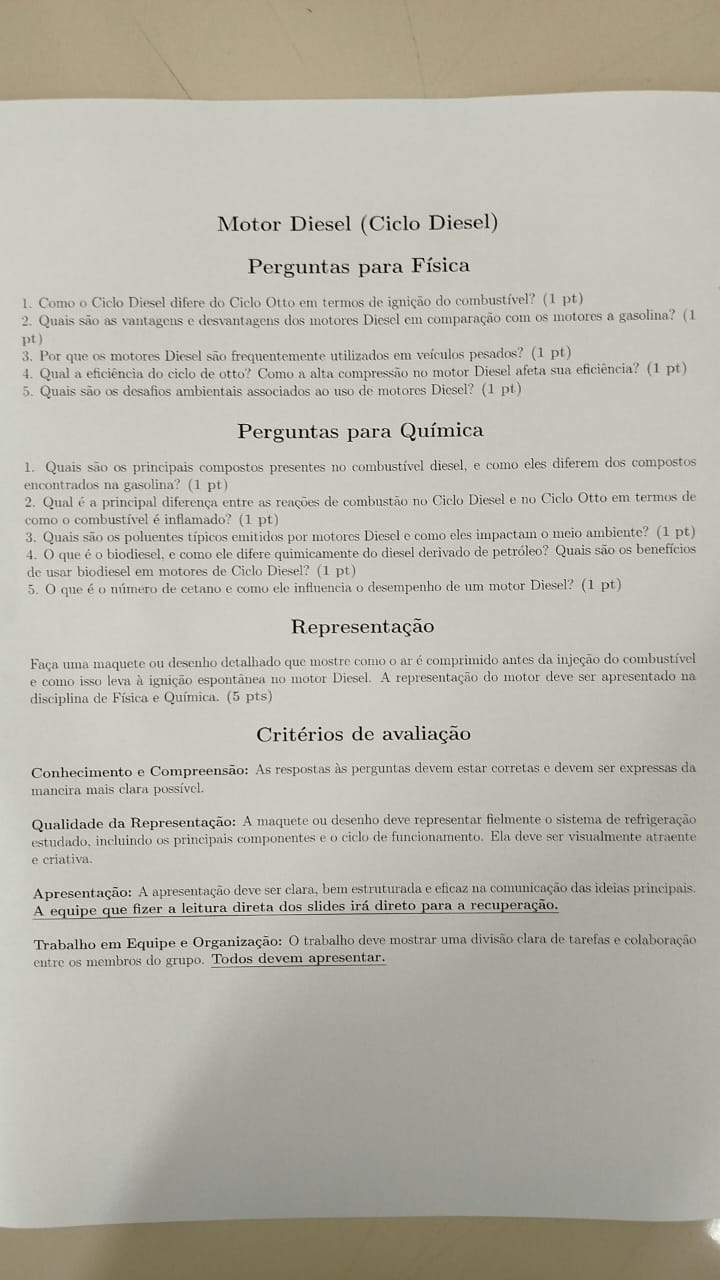 Motor Diesel (Ciclo Diesel)
Perguntas para Física
1. Como o Ciclo Diesel difere do Ciclo Otto em termos de ignição do combustível? (1 pt)
2. Quais são as vantagens e desvantagens dos motores Diesel em comparação com os motores a gasolina? (1
pt)
3. Por que os motores Diesel são frequentemente utilizados em veículos pesados? (1 pt)
4. Qual a eficiência do ciclo de otto? Como a alta compressão no motor Diesel afeta sua eficiência? (1 pt)
5. Quais são os desafios ambientais associados ao uso de motores Diesel? (1 pt)
Perguntas para Química
1. Quais são os principais compostos presentes no combustível diesel, e como eles diferem dos compostos
encontrados na gasolina? (1 pt)
2. Qual é a principal diferença entre as reações de combustão no Ciclo Diesel e no Ciclo Otto em termos de
como o combustível é inflamado? (1 pt)
3. Quais são os poluentes típicos emitidos por motores Diesel e como eles impactam o meio ambiente? (1 pt)
4. O que é o biodiesel, e como ele difere quimicamente do diesel derivado de petróleo? Quais são os benefícios
de usar biodiesel em motores de Ciclo Diesel? (1 pt)
5. O que é o número de cetano e como ele influencia o desempenho de um motor Diesel? (1 pt)
Representação
Faça uma maquete ou desenho detalhado que mostre como o ar é comprimido antes da injeção do combustível
e como isso leva à ignição espontânea no motor Diesel. A representação do motor deve ser apresentado na
disciplina de Física e Química. (5 pts)
Critérios de avaliação
Conhecimento e Compreensão: As respostas às perguntas devem estar corretas e devem ser expressas da
maneira mais clara possível.
Qualidade da Representação: A maquete ou desenho deve representar fielmente o sistema de refrigeração
estudado, incluindo os principais componentes e o ciclo de funcionamento. Ela deve ser visualmente atraente
e criativa.
Apresentação: A apresentação deve ser clara, bem estruturada e eficaz na comunicação das ideias principais.
A equipe que fizer a leitura direta dos slides irá direto para a recuperação.
Trabalho em Equipe e Organização: O trabalho deve mostrar uma divisão clara de tarefas e colaboração
entre os membros do grupo. Todos devem apresentar.